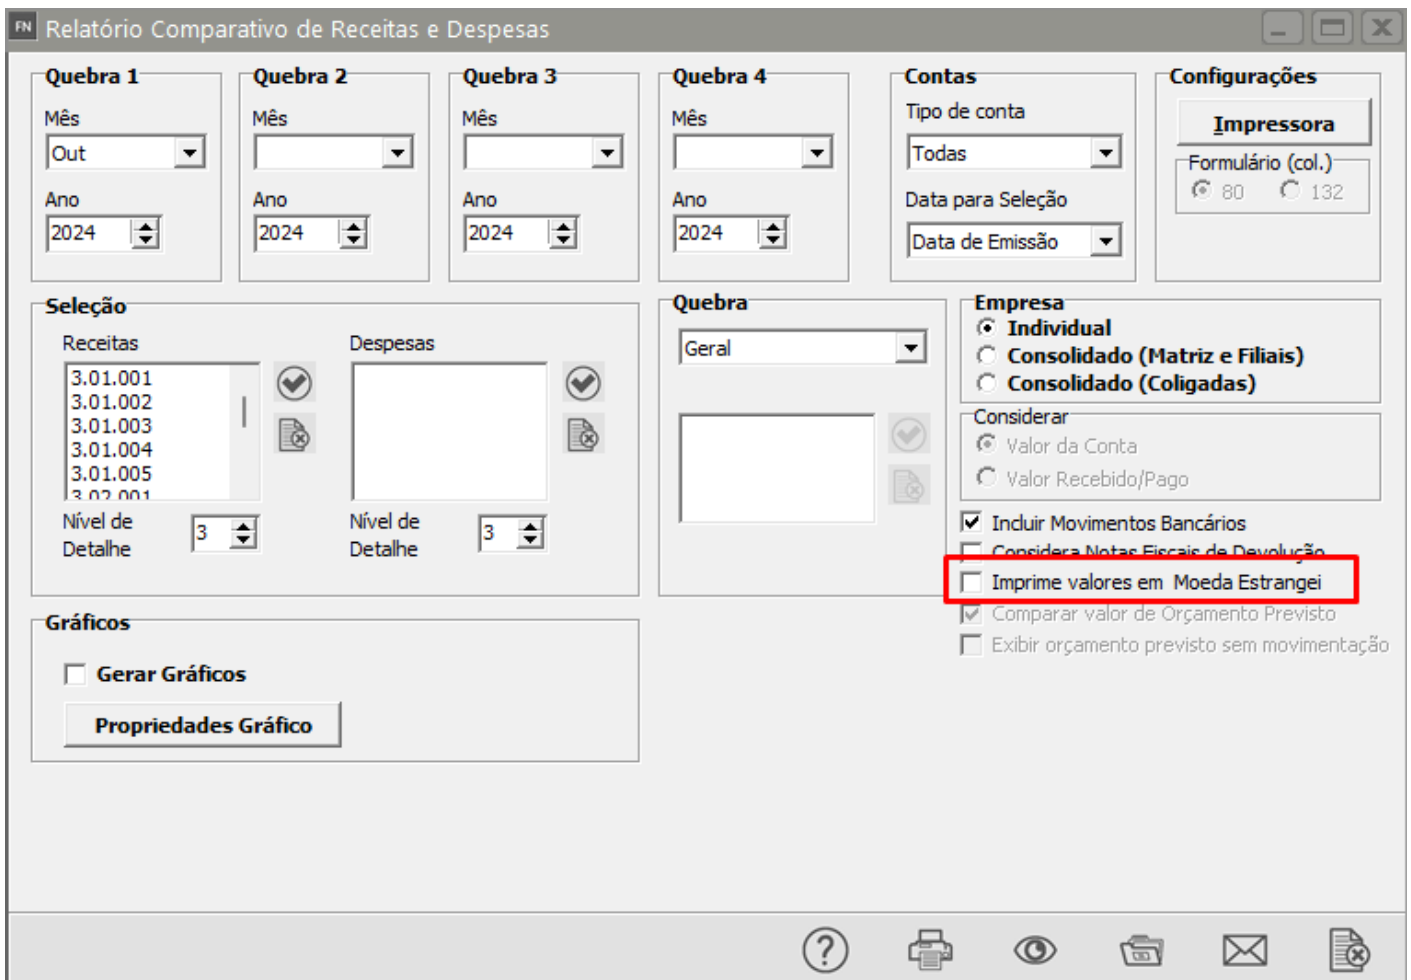 FN Relatório Comparativo de Receitas e Despesas
Quebra 1
Mês
Out
Ano
2024
Quebra 2
Mês
Ano
2024
Quebra 3
Mês
Ano
2024
Quebra 4
Mês
Ano
2024
Contas
Tipo de conta
Todas
Data para Seleção
Data de Emissão
Configurações
Impressora
Formulário (col.)
80 132
Seleção
Receitas
3.01.001
3.01.002
3.01.003
3.01.004
3.01.005
3.02.001
Nível de
Detalhe
3
Despesas
Nível de
Detalhe
3
Quebra
Geral
Empresa
Individual
Consolidado (Matriz e Filiais)
Consolidado (Coligadas)
Considerar
Valor da Conta
Valor Recebido/Pago
Incluir Movimentos Bancários
Considera Notas Fiscais de Devolução
Imprime valores em Moeda Estrangei
Comparar valor de Orçamento Previsto
Exibir orçamento previsto sem movimentação
Gráficos
Gerar Gráficos
Propriedades Gráfico